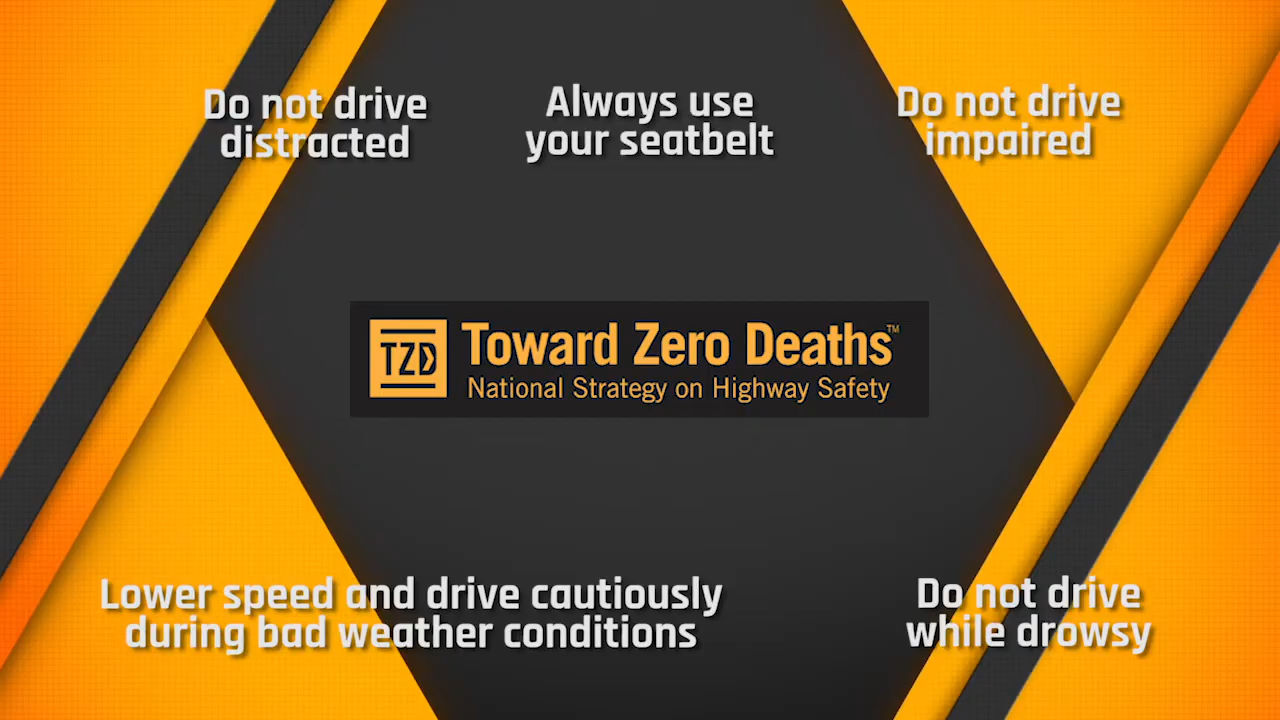 Do not drive
distracted
Always use
your seatbelt
Do not drive
impaired
TZD
Toward Zero Deaths™
National Strategy on Highway Safety
Lower speed and drive cautiously
during bad weather conditions
Do not drive
while drowsy